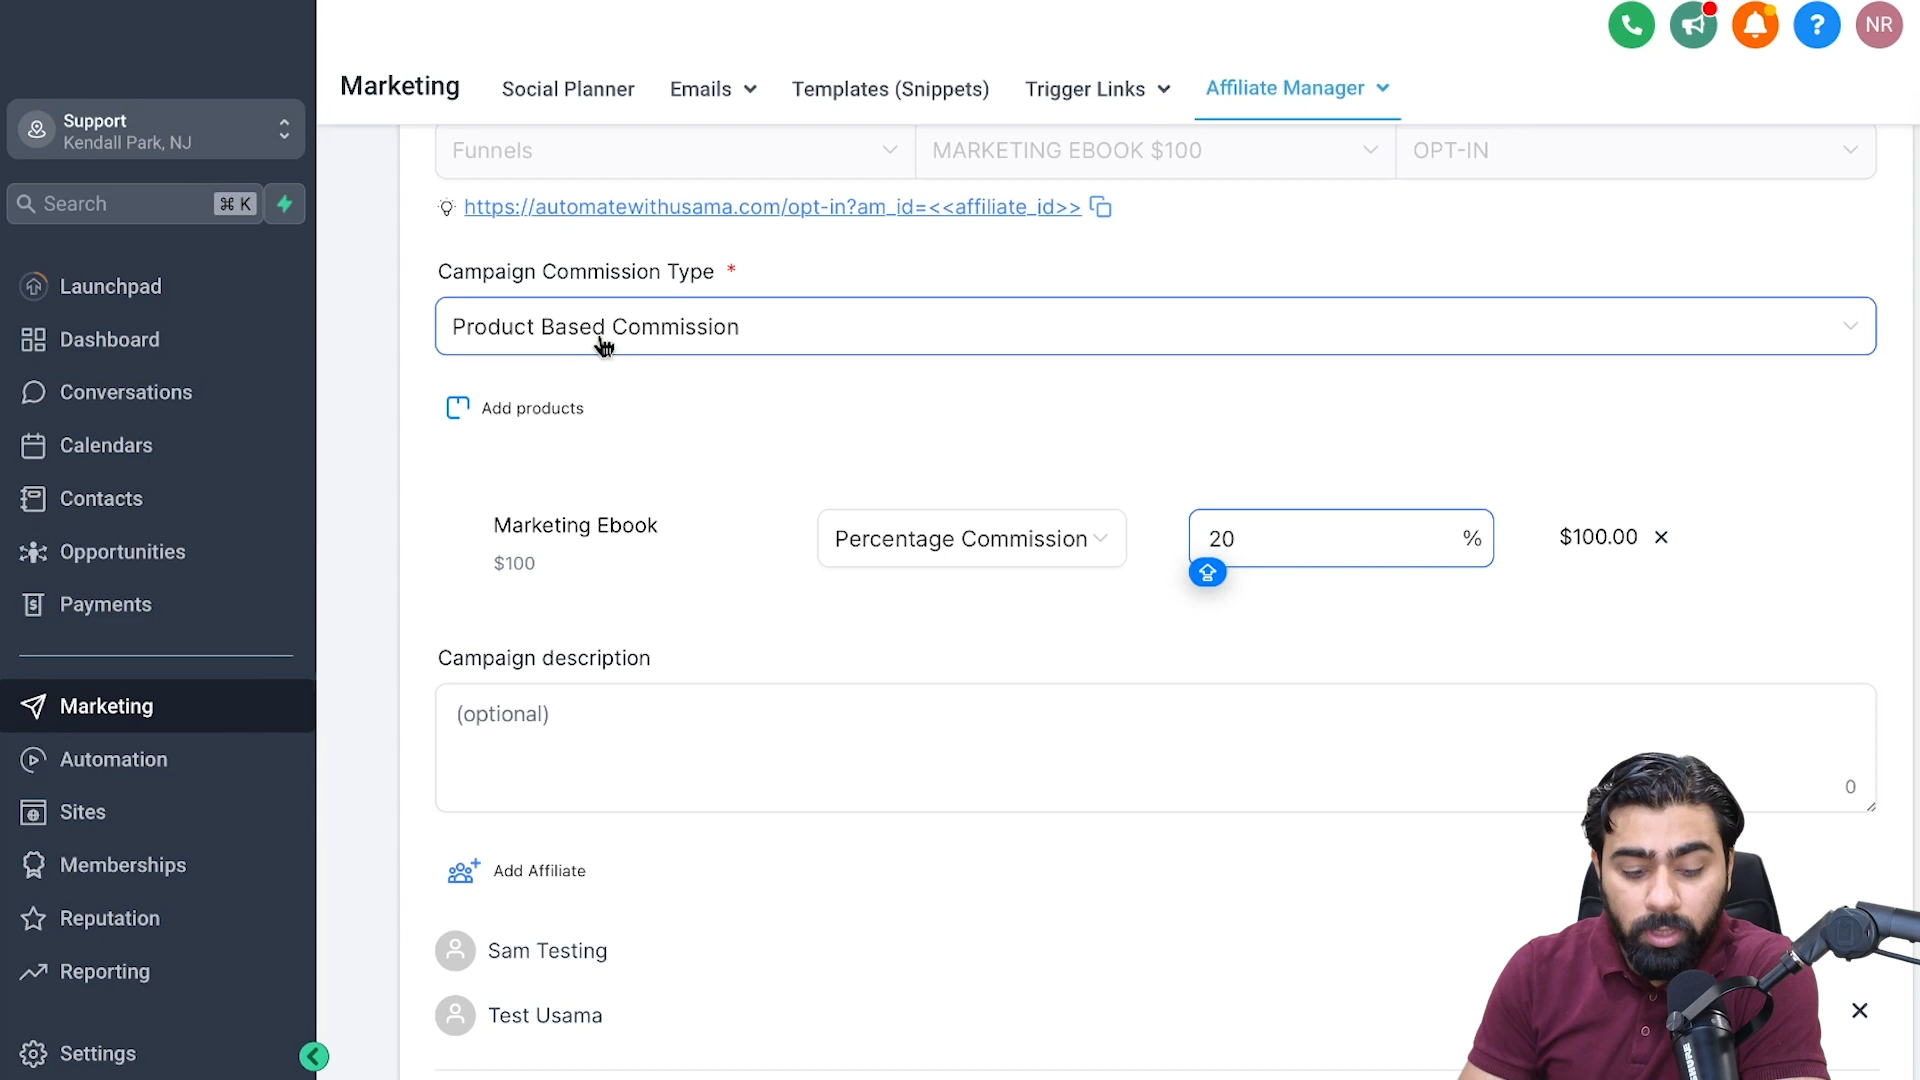 Support
Kendall Park, NJ
Search
⌘ K
Launchpad
Dashboard
Conversations
Calendars
Contacts
Opportunities
Payments
Marketing
Automation
Sites
Memberships
Reputation
Reporting
Settings
NR
Marketing
Social Planner
Emails
Templates (Snippets)
Trigger Links
Affiliate Manager
Funnels
MARKETING EBOOK $100
OPT-IN
https://automatewithusama.com/opt-in?am_id=<<affiliate_id>>
Campaign Commission Type *
Product Based Commission
Add products
Marketing Ebook
$100
Percentage Commission
20 %
$100.00
Campaign description
(optional)
0
Add Affiliate
Sam Testing
Test Usama
SHURE